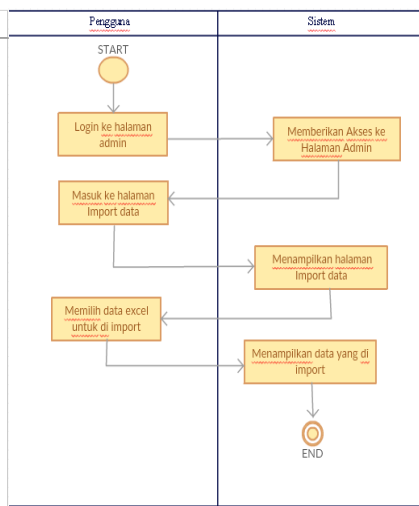 Pengguna
Sistem
START
Login ke halaman
admin
Memberikan Akses ke
Halaman Admin
Masuk ke halaman
Import data
Menampilkan halaman
Import data
Memilih data excel
untuk di import
Menampilkan data yang di
import
END